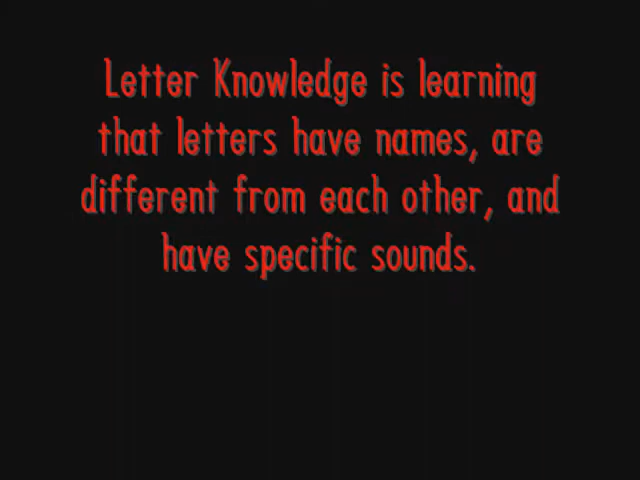 Letter Knowledge is learning
that letters have names, are
different from each other, and
have specific sounds.